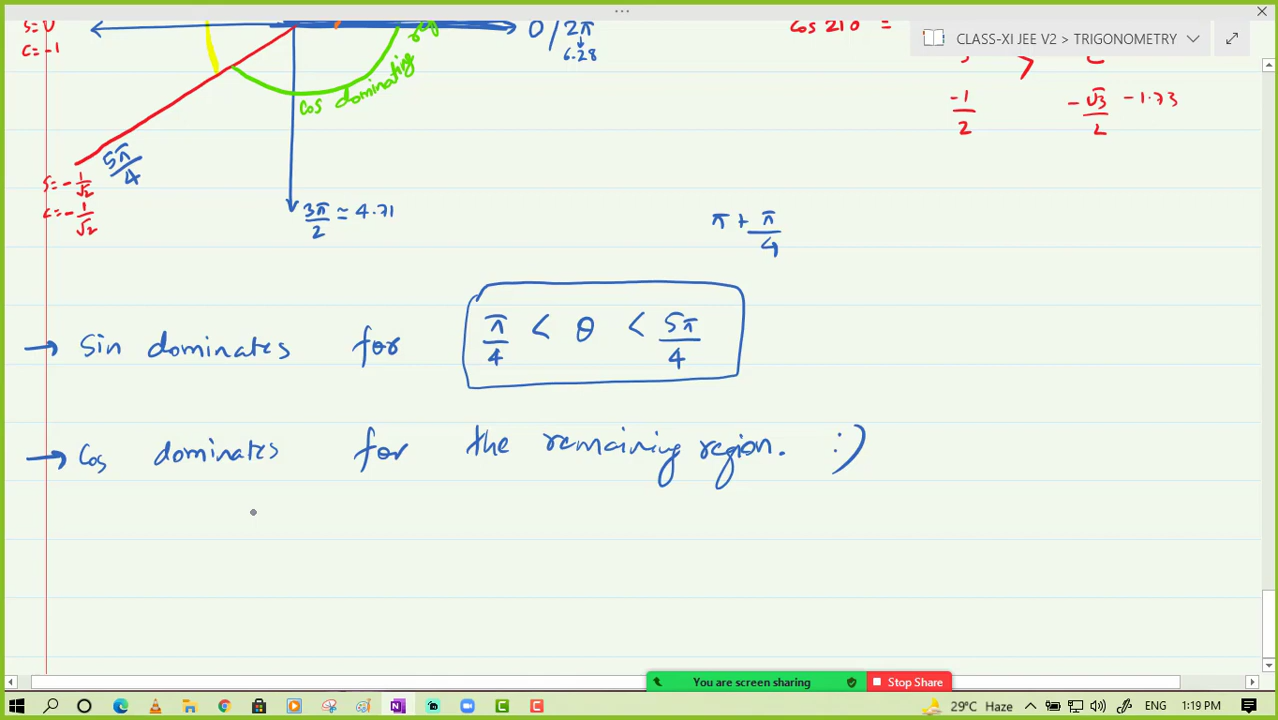 ...
CLASS-XI JEE V2 > TRIGONOMETRY
0 / 2π
6.28
C=-1
cos 210 =
>
-1/2 -√3/2 -1.73
cos dominating
5π/4
S=-1/√2
C=-1/√2
3π/2 ≃ 4.71
π + π/4
→ Sin dominates for π/4 < θ < 5π/4
→ Cos dominates for the remaining region. :)
You are screen sharing Stop Share
29°C Haze ENG 1:19 PM